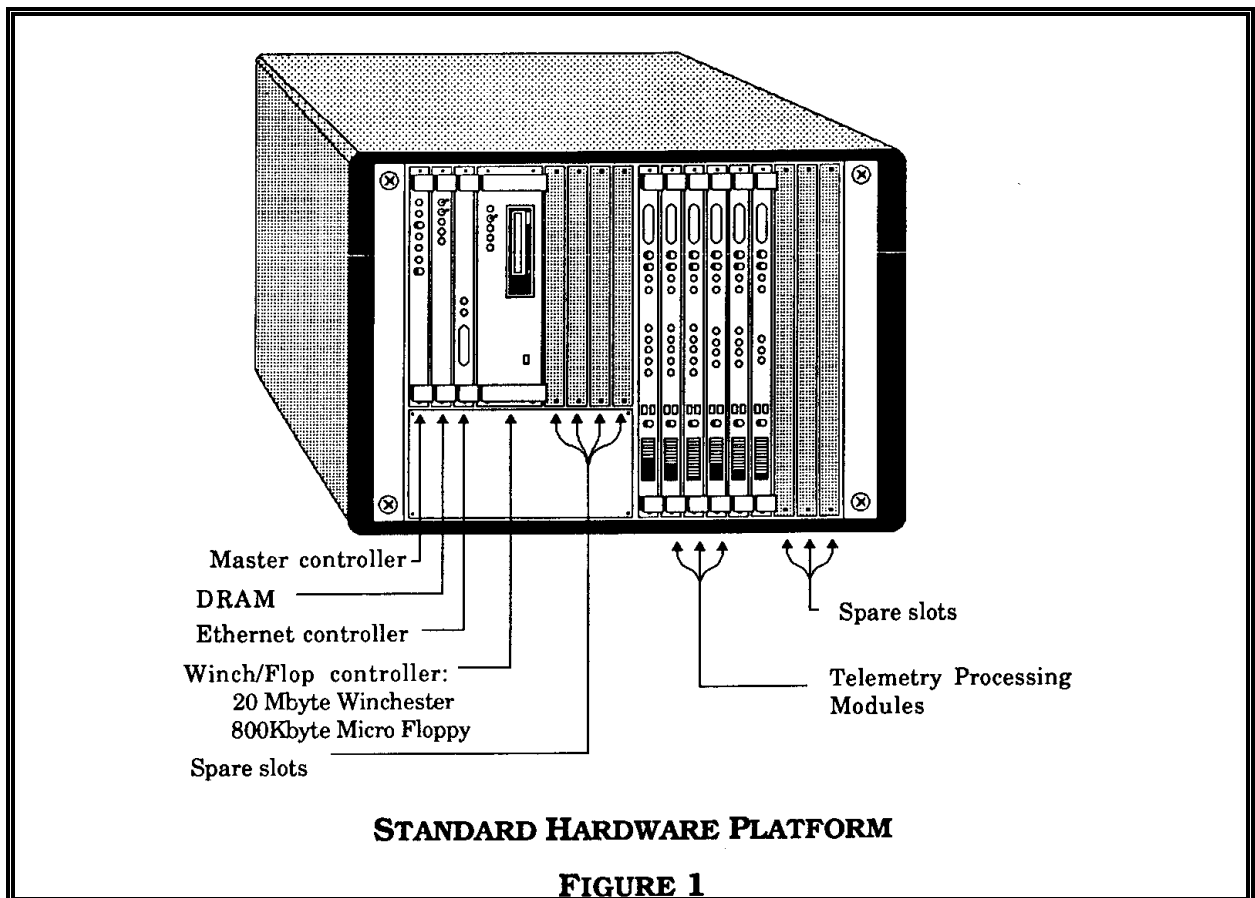 Master controller
DRAM
Ethernet controller
Winch/Flop controller:
20 Mbyte Winchester
800Kbyte Micro Floppy
Spare slots
Spare slots
Telemetry Processing
Modules
STANDARD HARDWARE PLATFORM
FIGURE 1